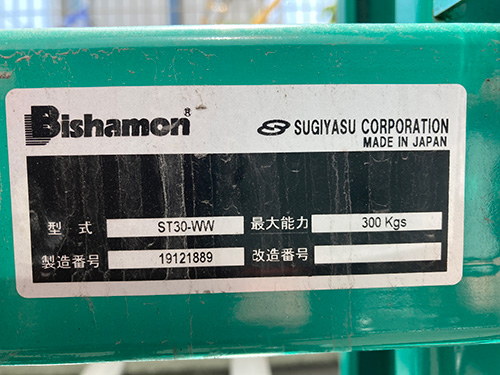 Bishamon®
SUGIYASU CORPORATION
MADE IN JAPAN
型式 ST30-WW 最大能力 300 Kgs
製造番号 19121889 改造番号